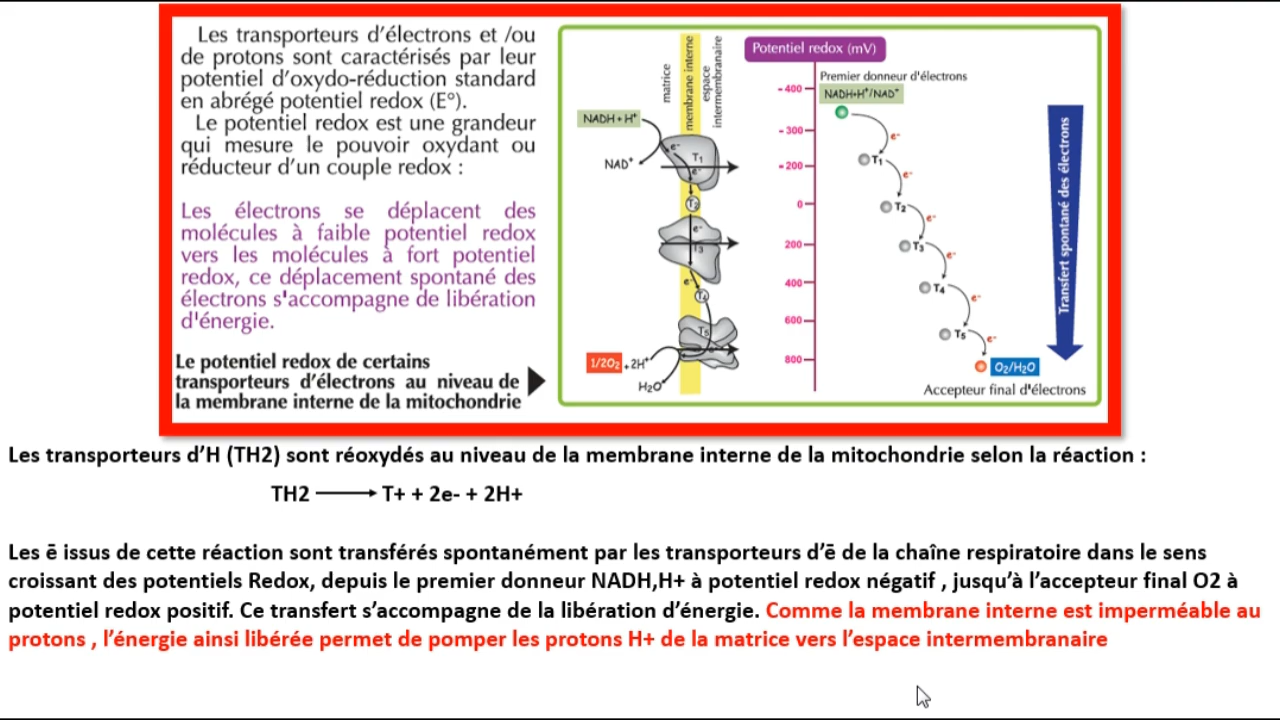 Les transporteurs d'électrons et /ou
de protons sont caractérisés par leur
potentiel d'oxydo-réduction standard
en abrégé potentiel redox (E°).
Le potentiel redox est une grandeur
qui mesure le pouvoir oxydant ou
réducteur d'un couple redox :
Les électrons se déplacent des
molécules à faible potentiel redox
vers les molécules à fort potentiel
redox, ce déplacement spontané des
électrons s'accompagne de libération
d'énergie.
Le potentiel redox de certains
transporteurs d'électrons au niveau de
la membrane interne de la mitochondrie
matrice
membrane interne
espace
intermembranaire
NADH + H+
NAD+
e-
T1
e-
T2
e-
T3
e-
T4
T5
1/2O2 + 2H+
H2O
Potentiel redox (mV)
- 400
- 300
- 200
0
200
400
600
800
Premier donneur d'électrons
NADH+H+/NAD+
e-
T1
e-
T2
e-
T3
e-
T4
e-
T5
e-
O2/H2O
Accepteur final d'électrons
Transfert spontané des électrons
Les transporteurs d'H (TH2) sont réoxydés au niveau de la membrane interne de la mitochondrie selon la réaction :
TH2 ⟶ T+ + 2e- + 2H+
Les ē issus de cette réaction sont transférés spontanément par les transporteurs d'ē de la chaîne respiratoire dans le sens
croissant des potentiels Redox, depuis le premier donneur NADH,H+ à potentiel redox négatif , jusqu'à l'accepteur final O2 à
potentiel redox positif. Ce transfert s'accompagne de la libération d'énergie. Comme la membrane interne est imperméable au
protons , l'énergie ainsi libérée permet de pomper les protons H+ de la matrice vers l'espace intermembranaire